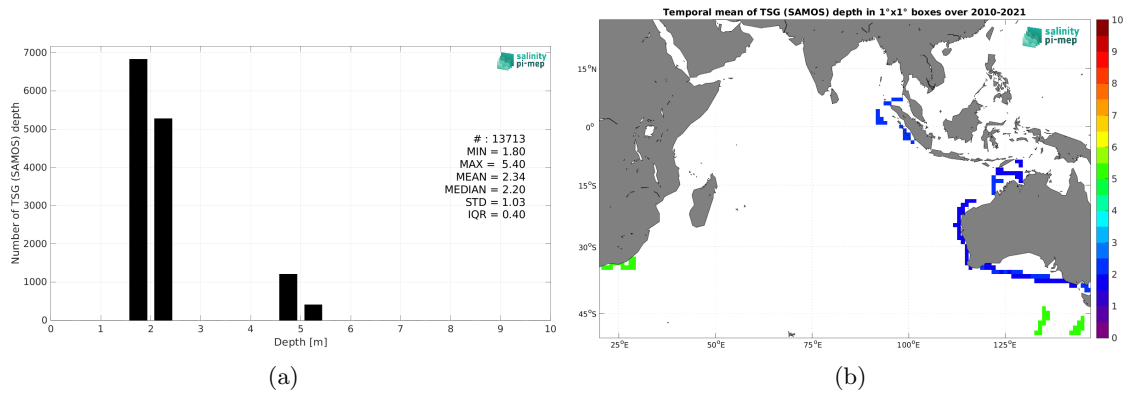 7000
6000
5000
4000
3000
2000
1000
0
Number of TSG (SAMOS) depth
salinity
pi-mep
# : 13713
MIN = 1.80
MAX = 5.40
MEAN = 2.34
MEDIAN = 2.20
STD = 1.03
IQR = 0.40
0 1 2 3 4 5 6 7 8 9 10
Depth [m]
(a)
Temporal mean of TSG (SAMOS) depth in 1°x1° boxes over 2010-2021
salinity
pi-mep
15°N
0°
15°S
30°S
45°S
25°E 50°E 75°E 100°E 125°E
10
9
8
7
6
5
4
3
2
1
0
(b)